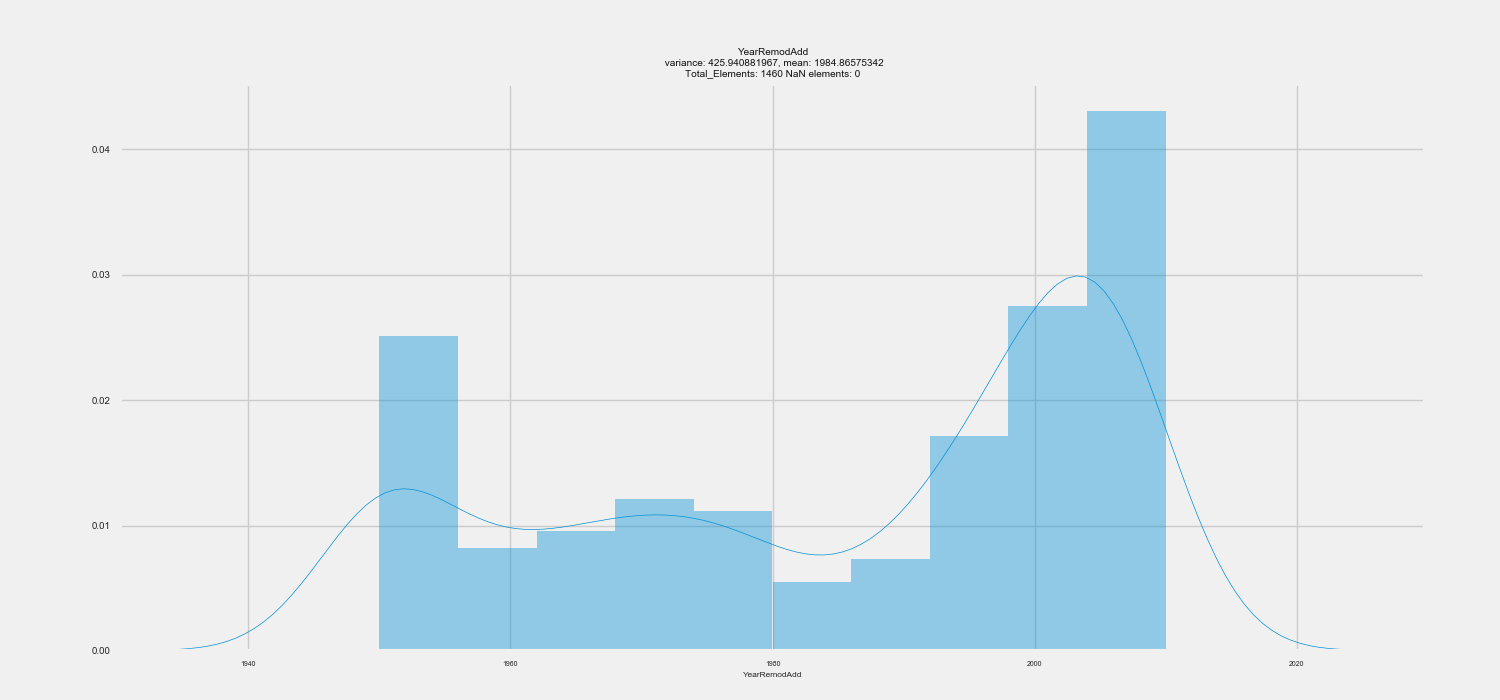 YearRemodAdd
variance: 425.940881967, mean: 1984.86575342
Total_Elements: 1460 NaN elements: 0
0.04
0.03
0.02
0.01
0.00
1940 1960 1980 2000 2020
YearRemodAdd